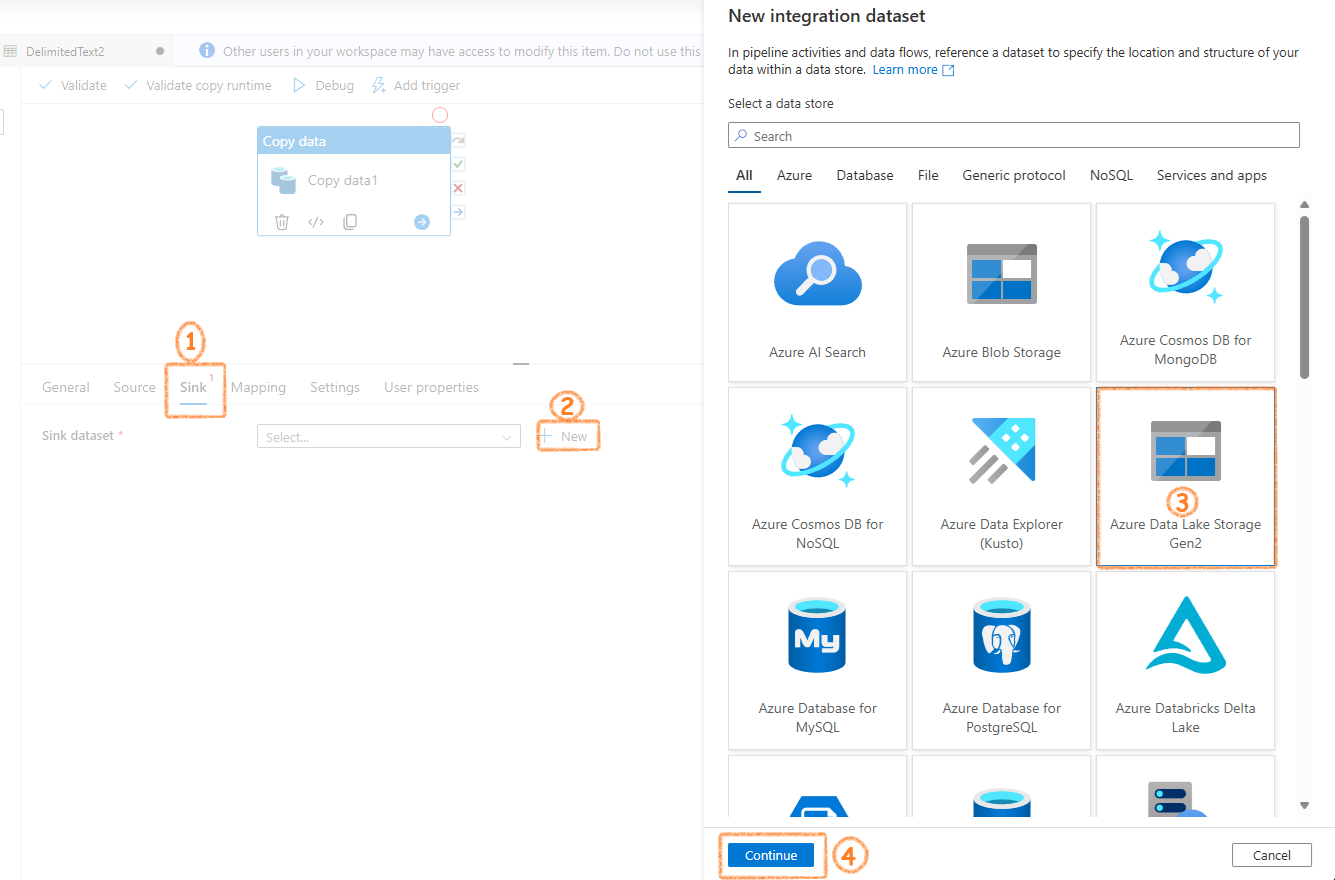 DelimitedText2
Other users in your workspace may have access to modify this item. Do not use this
Validate
Validate copy runtime
Debug
Add trigger
Copy data
Copy data1
</>
1
General
Source
Sink 1
Mapping
Settings
User properties
Sink dataset *
Select...
2
New
New integration dataset
In pipeline activities and data flows, reference a dataset to specify the location and structure of your
data within a data store. Learn more
Select a data store
Search
All
Azure
Database
File
Generic protocol
NoSQL
Services and apps
Azure AI Search
Azure Blob Storage
Azure Cosmos DB for
MongoDB
Azure Cosmos DB for
NoSQL
Azure Data Explorer
(Kusto)
3
Azure Data Lake Storage
Gen2
My
Azure Database for
MySQL
Azure Database for
PostgreSQL
Azure Databricks Delta
Lake
Continue
4
Cancel